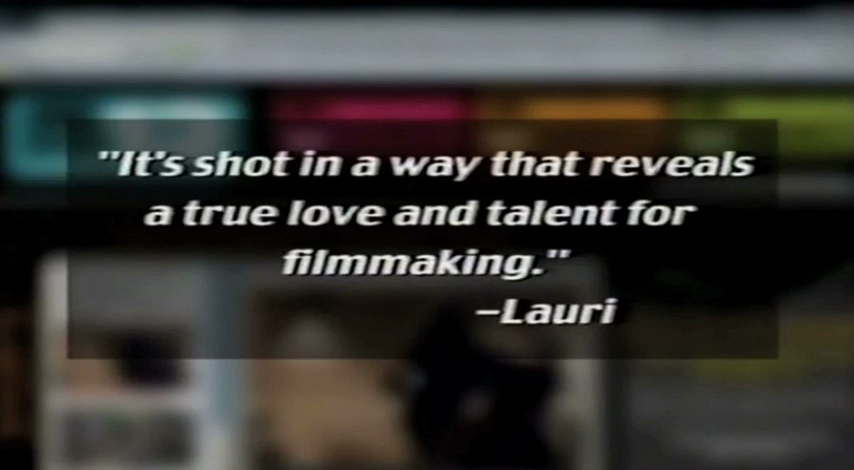 "It's shot in a way that reveals
a true love and talent for
filmmaking."
–Lauri